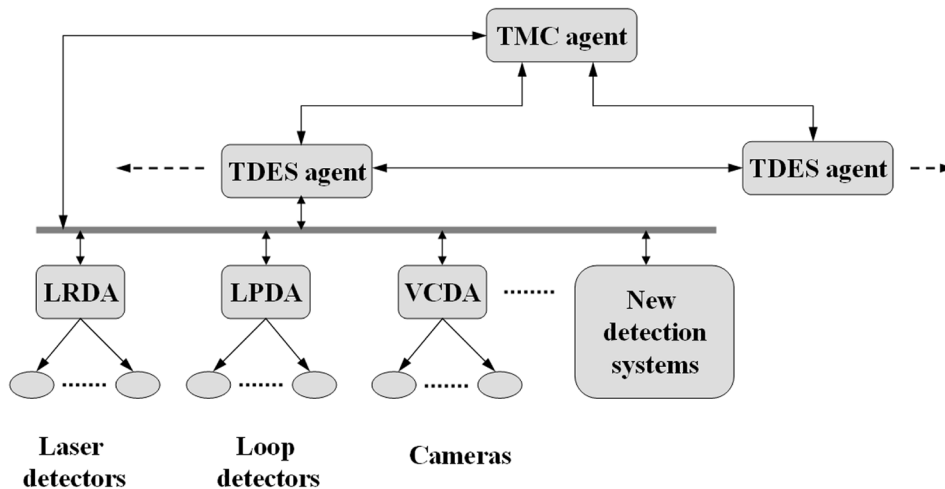 TMC agent
TDES agent
TDES agent
LRDA
LPDA
VCDA
New
detection
systems
Laser
detectors
Loop
detectors
Cameras